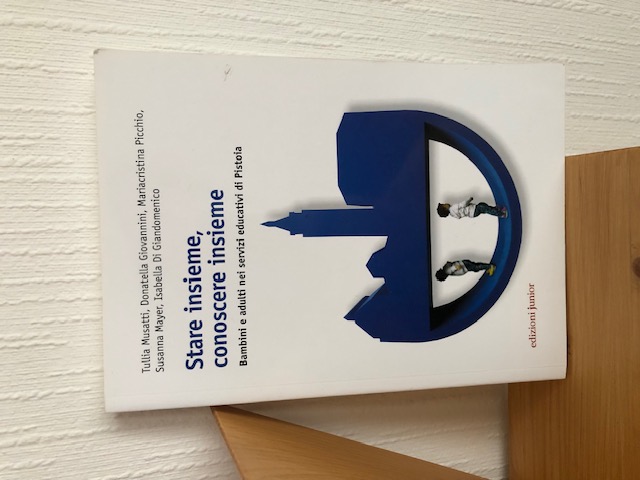 Tullia Musatti, Donatella Giovannini, Mariacristina Picchio,
Susanna Mayer, Isabella Di Giandomenico
Stare insieme,
conoscere insieme
Bambini e adulti nei servizi educativi di Pistoia
edizioni junior